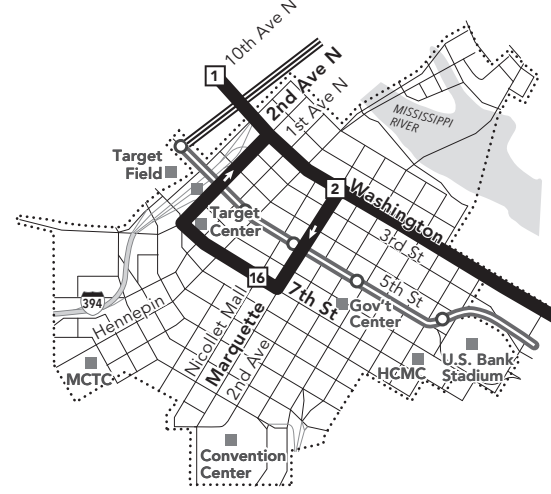 10th Ave N
1
2nd Ave N
1st Ave N
MISSISSIPPI
RIVER
Target
Field
2
Washington
Target
Center
3rd St
16
7th St
5th St
394
Hennepin
Nicollet Mall
Marquette
2nd Ave
Gov't
Center
MCTC
HCMC
U.S. Bank
Stadium
Convention
Center